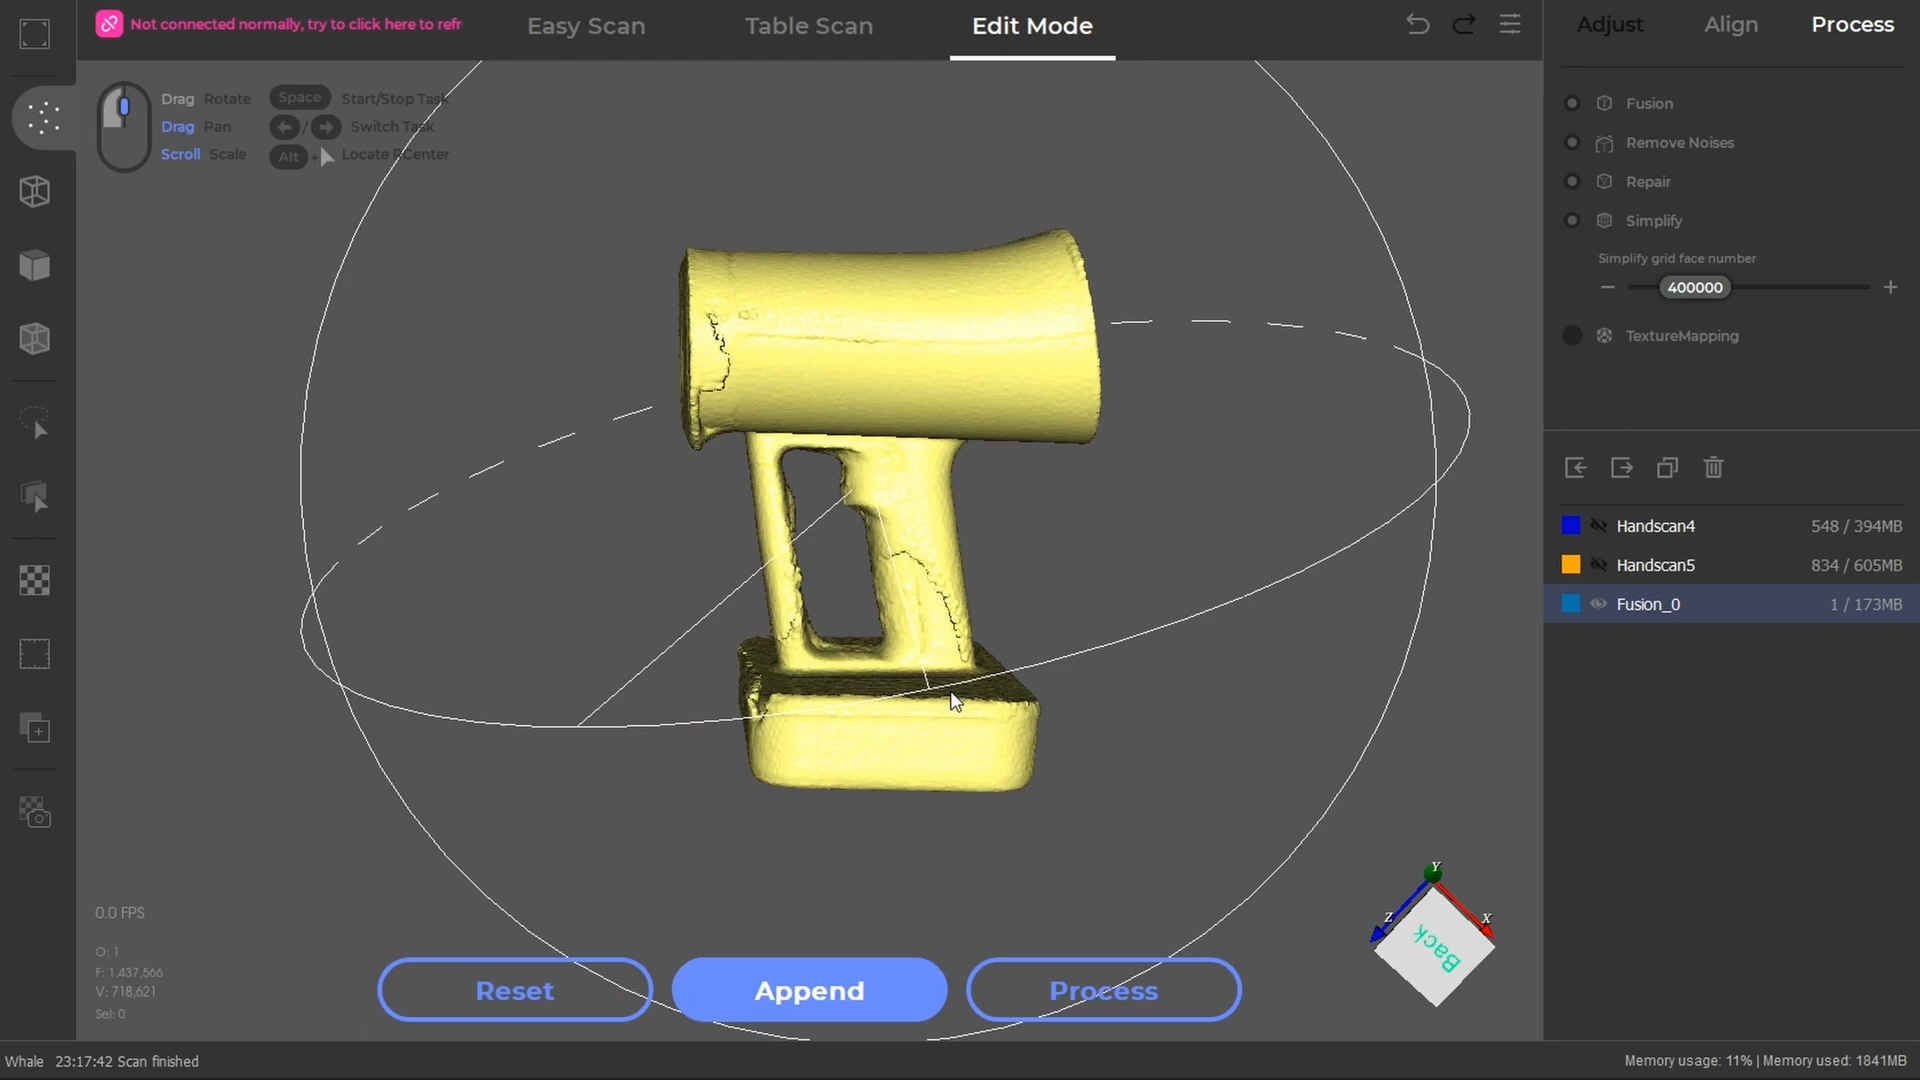 Not connected normally, try to click here to refr
Easy Scan
Table Scan
Edit Mode
Adjust
Align
Process
Drag Rotate
Space Start/Stop Task
Drag Pan
/ Switch Task
Scroll Scale
Alt + Locate RCenter
Fusion
Remove Noises
Repair
Simplify
Simplify grid face number
400000
TextureMapping
Handscan4 548 / 394MB
Handscan5 834 / 605MB
Fusion_0 1 / 173MB
Y
Z
X
Back
0.0 FPS
O: 1
F: 1,437,566
V: 718,621
Sel: 0
Reset
Append
Process
Whale 23:17:42 Scan finished
Memory usage: 11% | Memory used: 1841MB